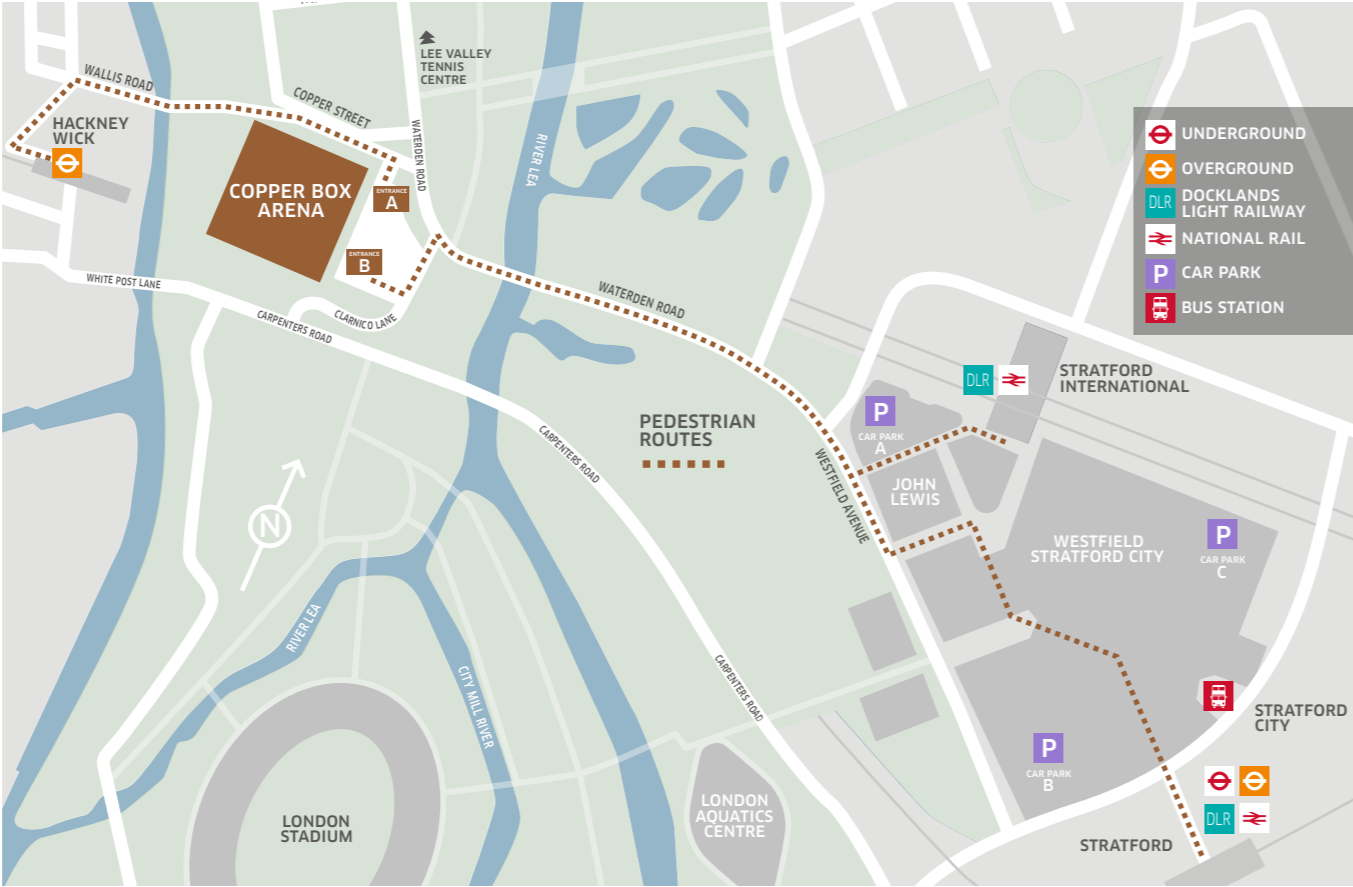 LEE VALLEY
TENNIS
CENTRE
WALLIS ROAD
COPPER STREET
HACKNEY
WICK
WATERDEN ROAD
RIVER LEA
COPPER BOX
ARENA
ENTRANCE
A
ENTRANCE
B
WHITE POST LANE
CARPENTERS ROAD
CLARNICO LANE
WATERDEN ROAD
UNDERGROUND
OVERGROUND
DLR
DOCKLANDS
LIGHT RAILWAY
NATIONAL RAIL
P
CAR PARK
BUS STATION
DLR
STRATFORD
INTERNATIONAL
P
CAR PARK
A
PEDESTRIAN
ROUTES
CARPENTERS ROAD
WESTFIELD AVENUE
JOHN
LEWIS
N
WESTFIELD
STRATFORD CITY
P
CAR PARK
C
RIVER LEA
CITY MILL RIVER
CARPENTERS ROAD
STRATFORD
CITY
P
CAR PARK
B
LONDON
STADIUM
LONDON
AQUATICS
CENTRE
DLR
STRATFORD